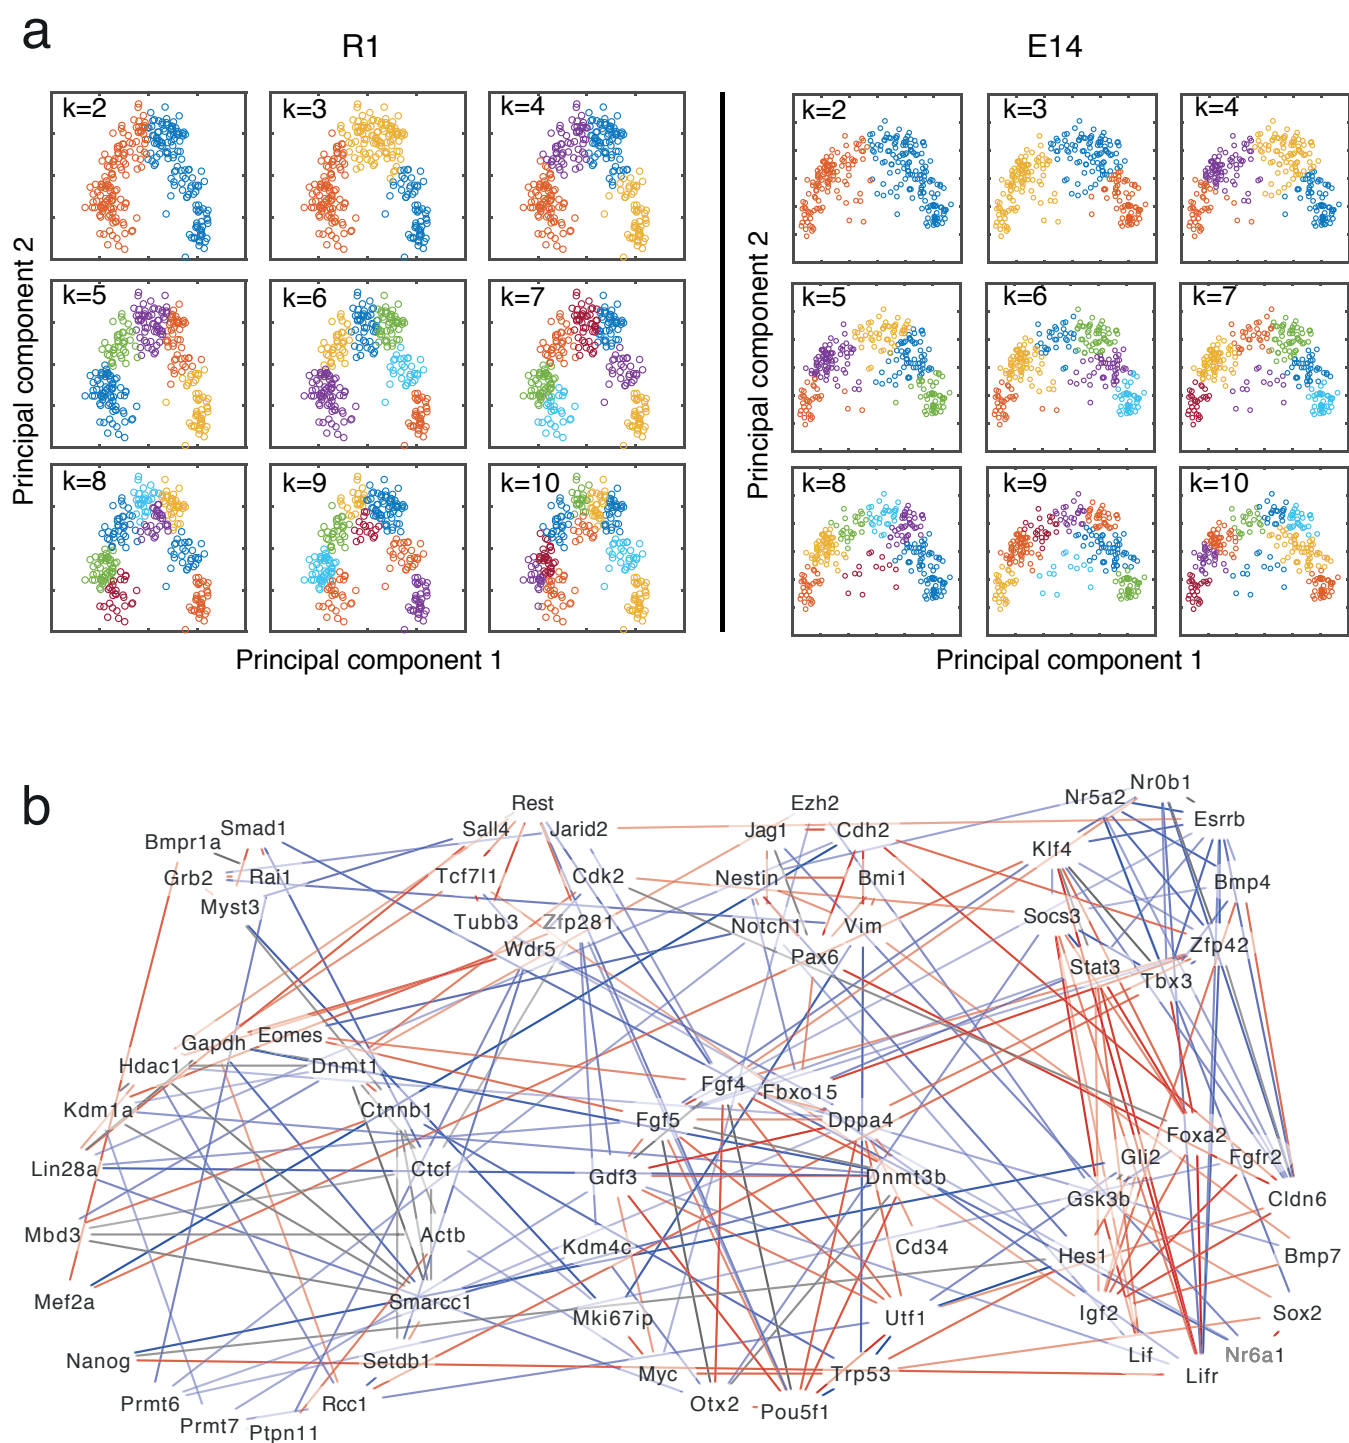 a
R1
E14
k=2
k=3
k=4
k=2
k=3
k=4
k=5
k=6
k=7
k=5
k=6
k=7
k=8
k=9
k=10
k=8
k=9
k=10
Principal component 2
Principal component 2
Principal component 1
Principal component 1
b
Nr0b1
Nr5a2
Rest
Ezh2
Esrrb
Smad1
Sall4
Jarid2
Jag1
Cdh2
Bmpr1a
Klf4
Grb2
Rai1
Tcf7l1
Cdk2
Nestin
Bmi1
Bmp4
Myst3
Socs3
Tubb3
Zfp281
Notch1
Vim
Wdr5
Zfp42
Pax6
Stat3
Tbx3
Gapdh
Eomes
Hdac1
Dnmt1
Fgf4
Fbxo15
Kdm1a
Ctnnb1
Fgf5
Dppa4
Foxa2
Lin28a
Ctcf
Gli2
Fgfr2
Gdf3
Dnmt3b
Gsk3b
Cldn6
Mbd3
Actb
Kdm4c
Cd34
Hes1
Bmp7
Mef2a
Smarcc1
Mki67ip
Utf1
Igf2
Sox2
Nanog
Setdb1
Lif
Nr6a1
Myc
Trp53
Lifr
Prmt6
Rcc1
Otx2
Pou5f1
Prmt7
Ptpn11